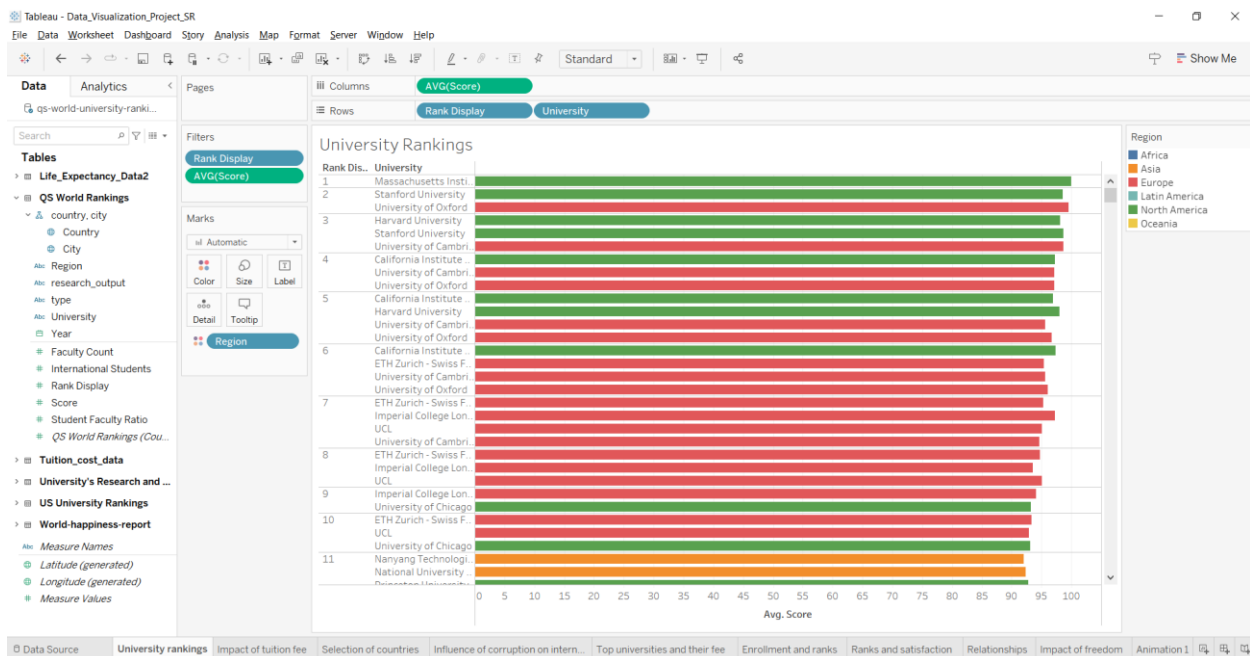 Tableau - Data_Visualization_Project_SR
File Data Worksheet Dashboard Story Analysis Map Format Server Window Help
Standard
Show Me
Data Analytics
qs-world-university-ranki...
Search
Tables
Life_Expectancy_Data2
QS World Rankings
country, city
Country
City
Abc Region
Abc research_output
Abc type
Abc University
Year
# Faculty Count
# International Students
# Rank Display
# Score
# Student Faculty Ratio
# QS World Rankings (Cou...
Tuition_cost_data
University's Research and ...
US University Rankings
World-happiness-report
Abc Measure Names
Latitude (generated)
Longitude (generated)
# Measure Values
Pages
Filters
Rank Display
AVG(Score)
Marks
Automatic
Color Size Label
Detail Tooltip
Region
Columns AVG(Score)
Rows Rank Display University
University Rankings
Rank Dis.. University
1 Massachusetts Insti..
2 Stanford University
University of Oxford
3 Harvard University
Stanford University
University of Cambri..
4 California Institute ..
University of Cambri..
University of Oxford
5 California Institute ..
Harvard University
University of Cambri..
University of Oxford
6 California Institute ..
ETH Zurich - Swiss F..
University of Cambri..
University of Oxford
7 ETH Zurich - Swiss F..
Imperial College Lon..
UCL
University of Cambri..
8 ETH Zurich - Swiss F..
Imperial College Lon..
UCL
9 Imperial College Lon..
University of Chicago
10 ETH Zurich - Swiss F..
UCL
University of Chicago
11 Nanyang Technologi..
National University ..
Princeton University
0 5 10 15 20 25 30 35 40 45 50 55 60 65 70 75 80 85 90 95 100
Avg. Score
Region
Africa
Asia
Europe
Latin America
North America
Oceania
Data Source University rankings Impact of tuition fee Selection of countries Influence of corruption on intern... Top universities and their fee Enrollment and ranks Ranks and satisfaction Relationships Impact of freedom Animation 1